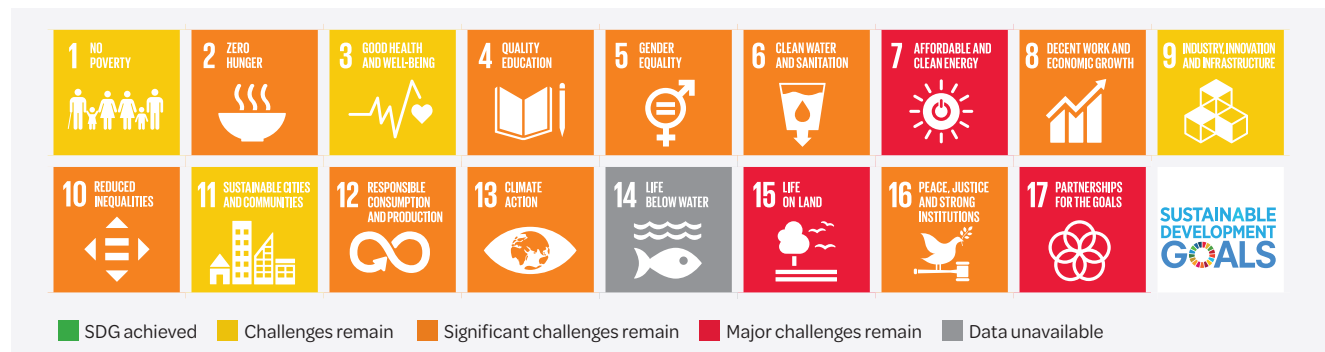 1 NO
POVERTY
2 ZERO
HUNGER
3 GOOD HEALTH
AND WELL-BEING
4 QUALITY
EDUCATION
5 GENDER
EQUALITY
6 CLEAN WATER
AND SANITATION
7 AFFORDABLE AND
CLEAN ENERGY
8 DECENT WORK AND
ECONOMIC GROWTH
9 INDUSTRY, INNOVATION
AND INFRASTRUCTURE
10 REDUCED
INEQUALITIES
11 SUSTAINABLE CITIES
AND COMMUNITIES
12 RESPONSIBLE
CONSUMPTION
AND PRODUCTION
13 CLIMATE
ACTION
14 LIFE
BELOW WATER
15 LIFE
ON LAND
16 PEACE, JUSTICE
AND STRONG
INSTITUTIONS
17 PARTNERSHIPS
FOR THE GOALS
SUSTAINABLE
DEVELOPMENT
GOALS
SDG achieved
Challenges remain
Significant challenges remain
Major challenges remain
Data unavailable